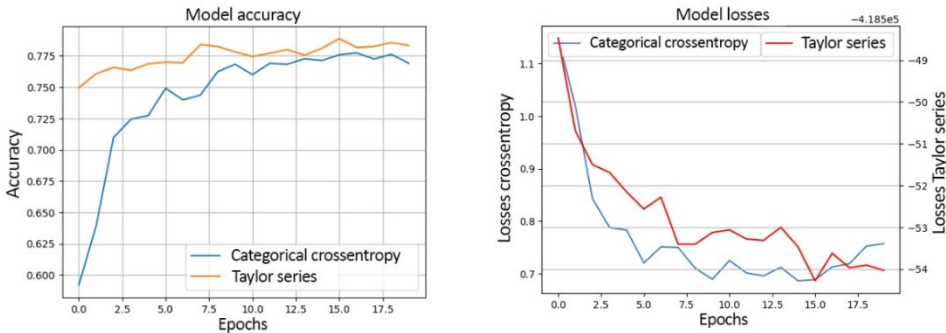 Model accuracy
0.775
0.750
0.725
0.700
0.675
0.650
0.625
0.600
Accuracy
Categorical crossentropy
Taylor series
0.0 2.5 5.0 7.5 10.0 12.5 15.0 17.5
Epochs
Model losses
−4.185e5
Categorical crossentropy Taylor series
1.1
1.0
0.9
0.8
0.7
Losses crossentropy
−49
−50
−51
−52
−53
−54
Losses Taylor series
0.0 2.5 5.0 7.5 10.0 12.5 15.0 17.5
Epochs